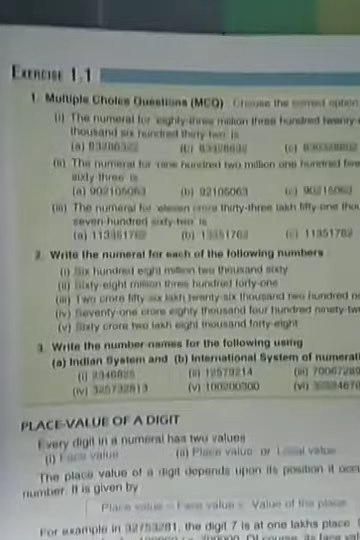 EXERCISE 1.1
1. Multiple Choice Questions (MCQ) Choose the correct option
(i) The numeral for eighty-three million three hundred twenty-
thousand six hundred thirty-two is
(a) (b) (c)
(ii) The numeral for nine hundred two million one hundred five
sixty three is
(a) 902105063 (b) 92105063 (c) 90215063
(iii) The numeral for eleven crore thirty-three lakh fifty-one thou
seven-hundred sixty-two is
(a) 113351762 (b) 13351762 (c) 11351762
2. Write the numeral for each of the following numbers
(i) Six hundred eight million two thousand sixty
(ii) Sixty-eight million three hundred forty-one
(iii) Two crore fifty six lakh twenty-six thousand two hundred
(iv) Seventy-one crore eighty thousand four hundred ninety-tw
(v) Sixty crore two lakh eight thousand forty-eight
3. Write the number names for the following using
(a) Indian System and (b) International System of numerati
(i) 8346825 (ii) 12579214 (iii) 70067289
(iv) 325732813 (v) 100200300 (vi)
PLACE-VALUE OF A DIGIT
Every digit in a numeral has two values
(i) Face value (ii) Place value or Local value
The place value of a digit depends upon its position it occu
number. It is given by
Place value = Face value × Value of the place
For example in 32753281, the digit 7 is at one lakhs place
Of course, its face val